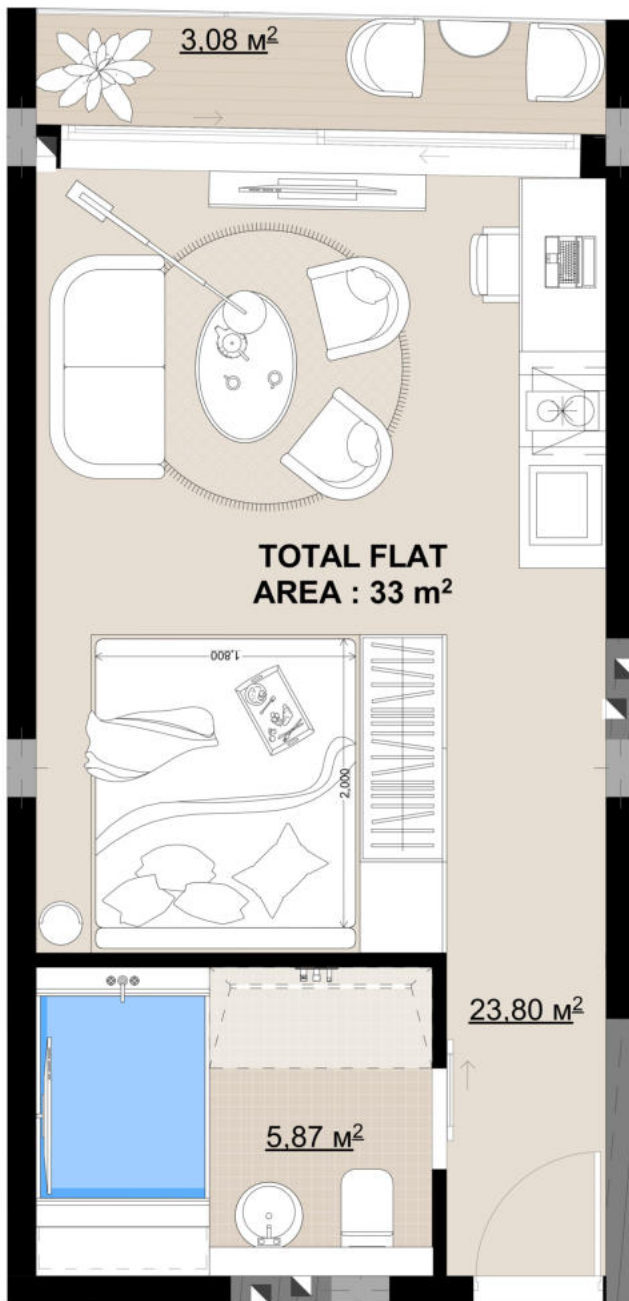 3,08 м²
TOTAL FLAT
AREA : 33 m²
1,800
2,000
23,80 м²
5,87 м²